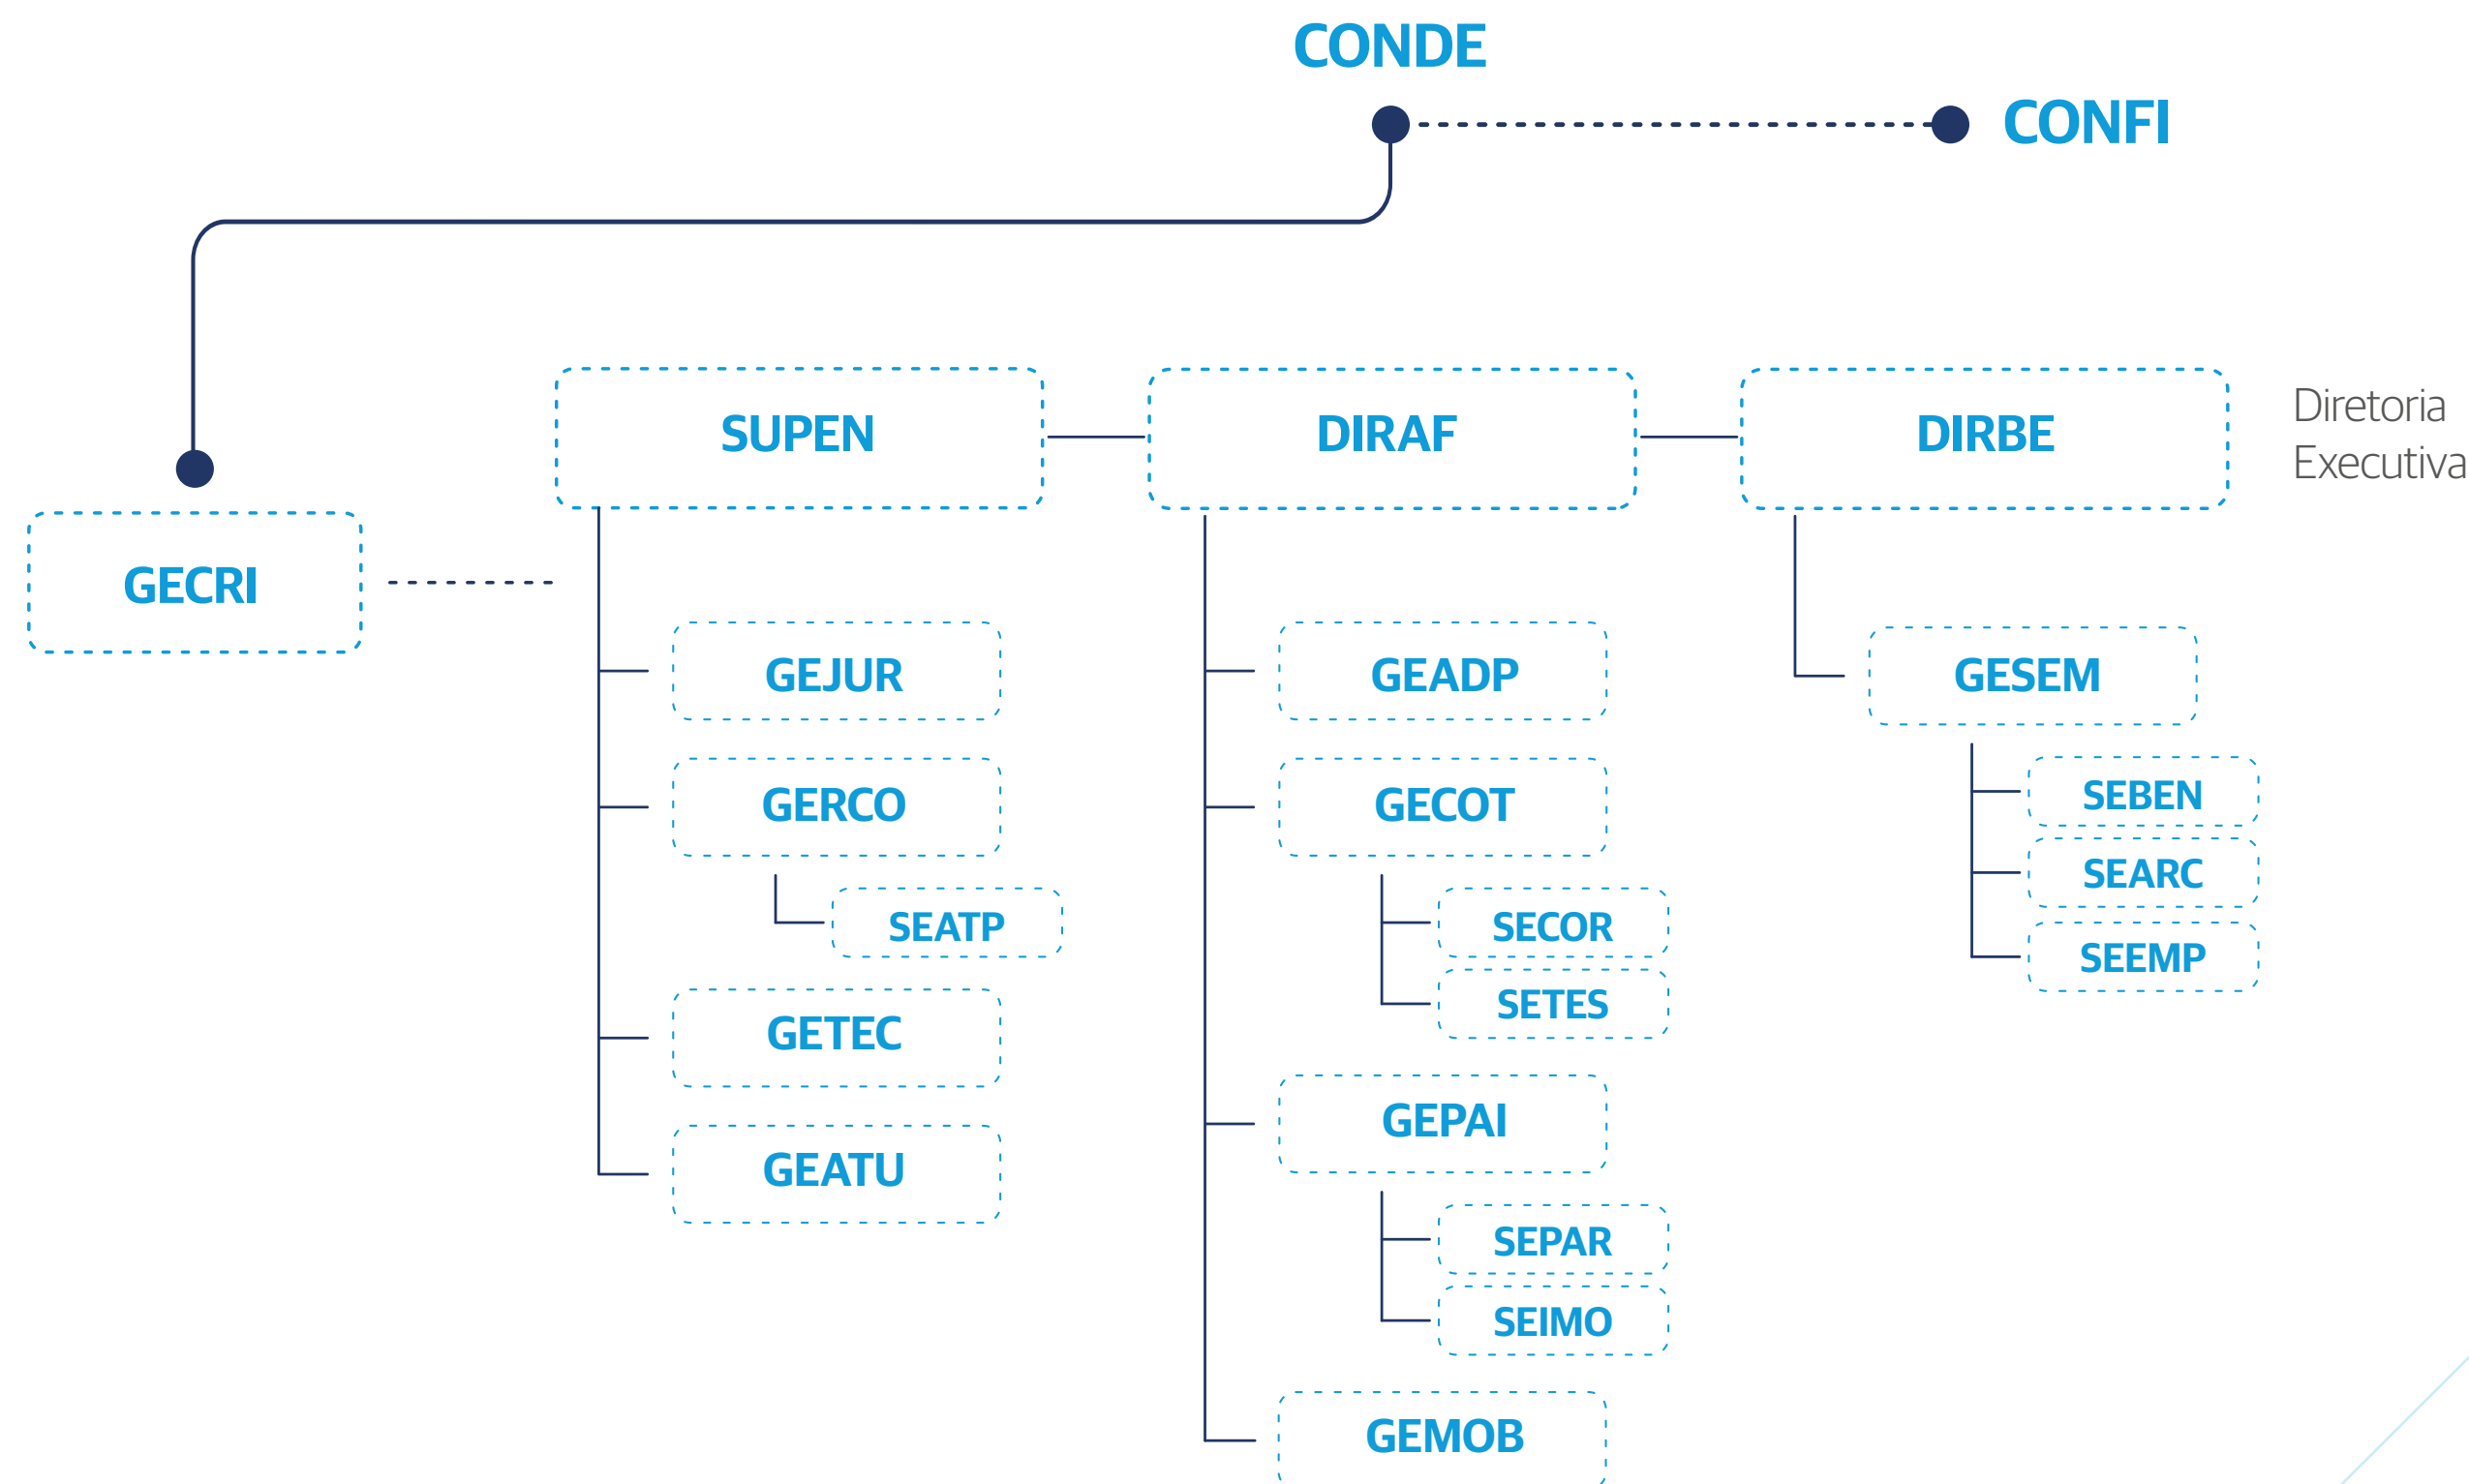 CONDE
CONFI
SUPEN
DIRAF
DIRBE
Diretoria
Executiva
GECRI
GEJUR
GERCO
SEATP
GETEC
GEATU
GEADP
GECOT
SECOR
SETES
GEPAI
SEPAR
SEIMO
GEMOB
GESEM
SEBEN
SEARC
SEEMP